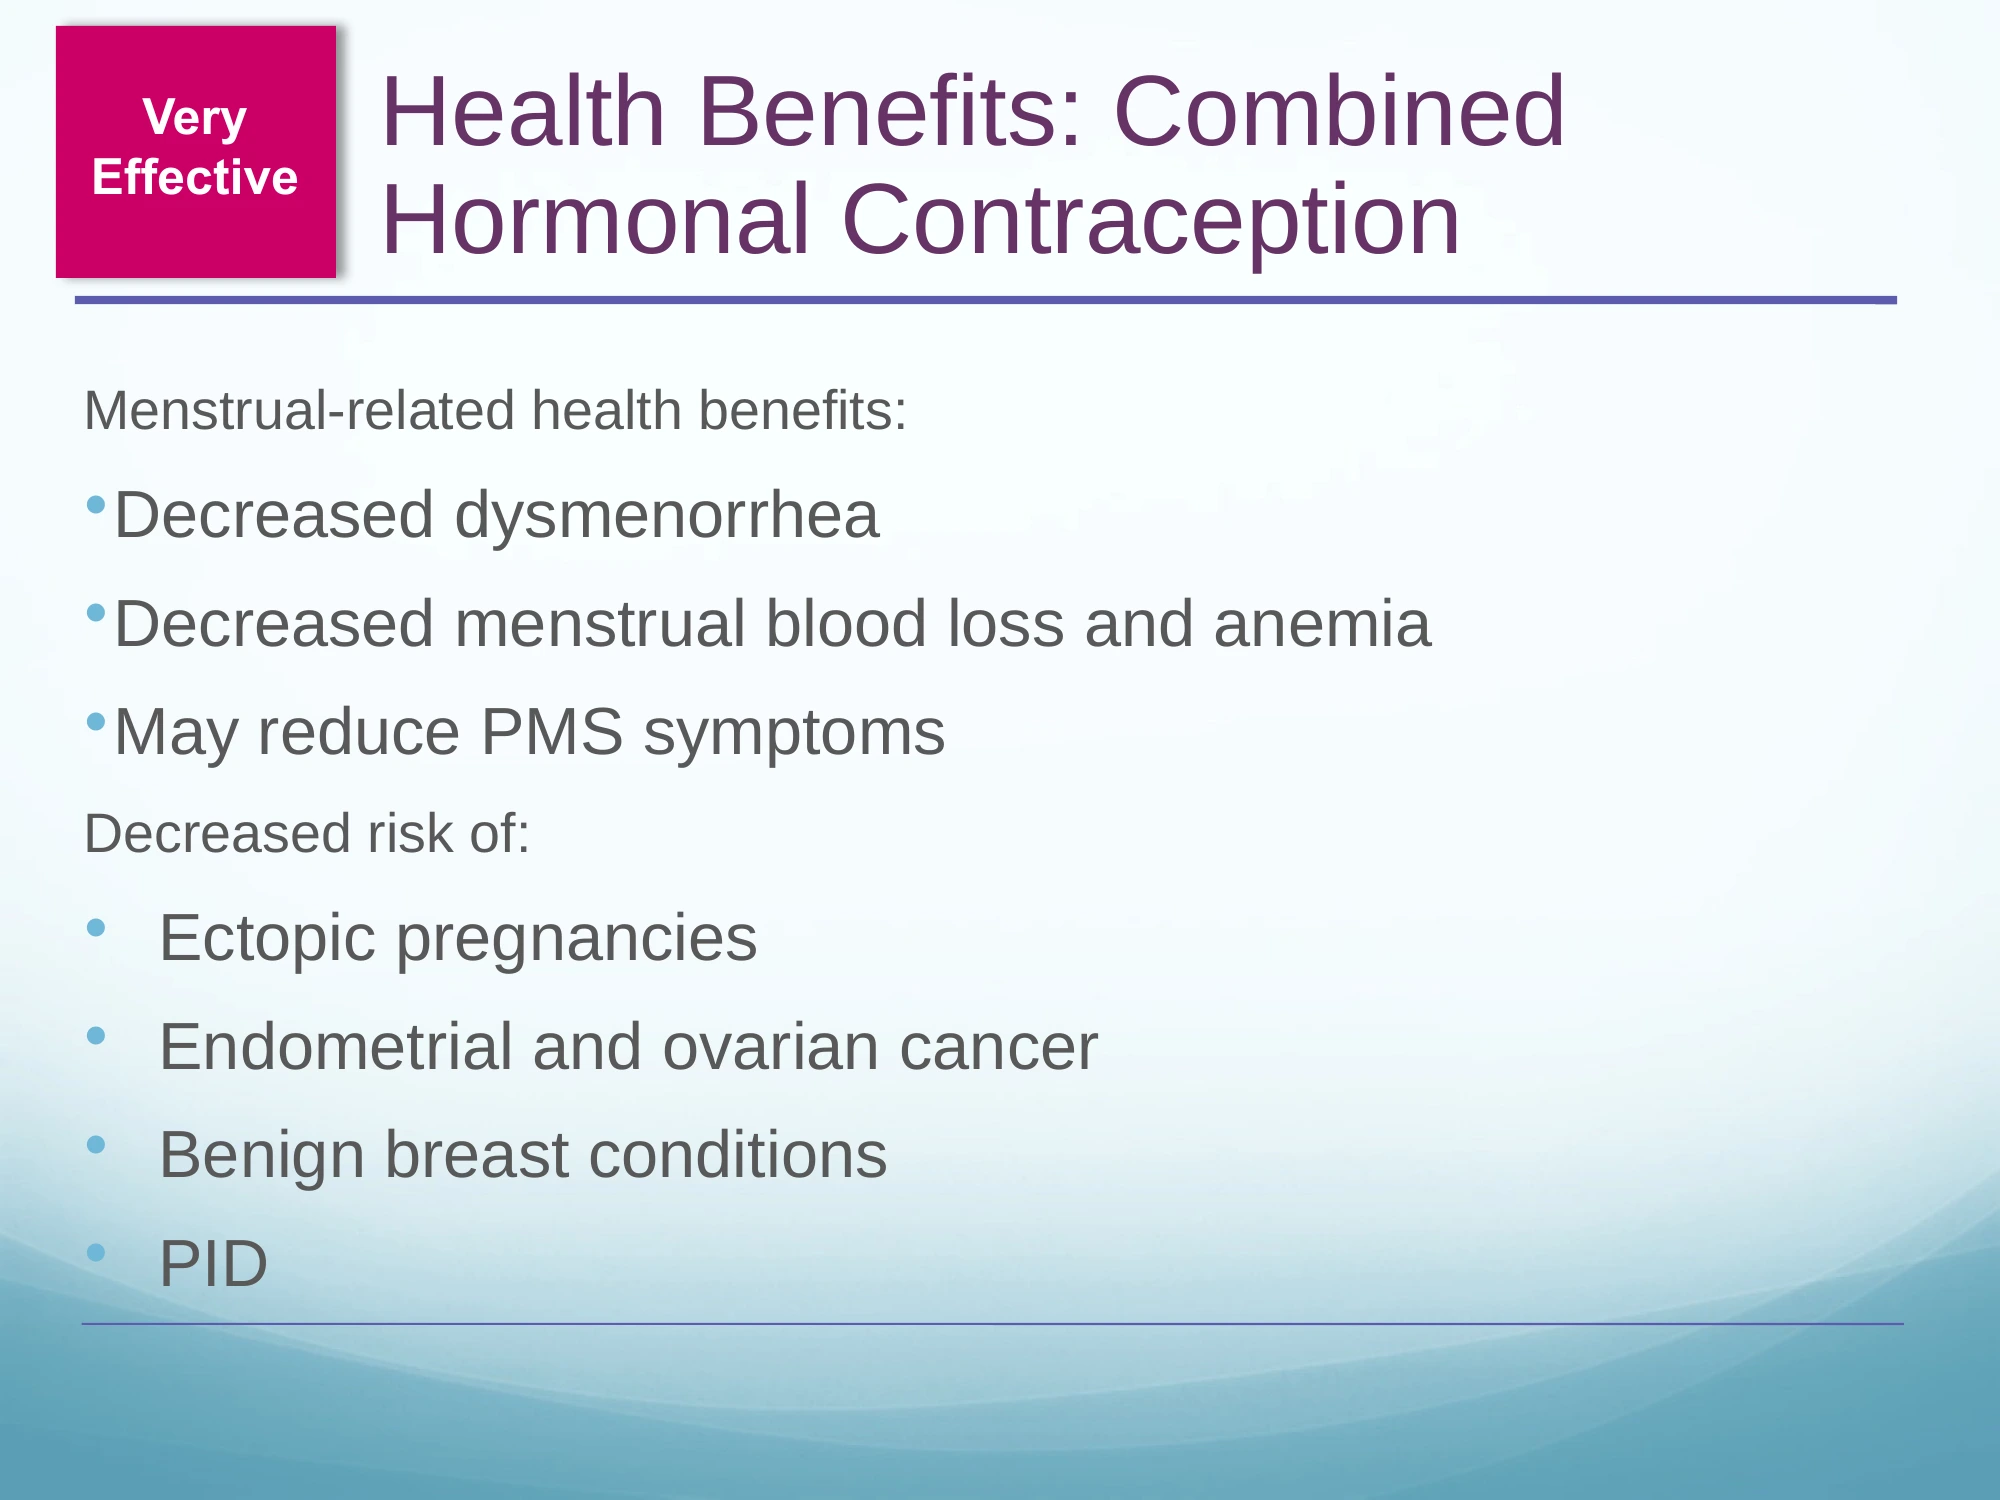 Very
Effective
Health Benefits: Combined
Hormonal Contraception
Menstrual-related health benefits:
•Decreased dysmenorrhea
•Decreased menstrual blood loss and anemia
•May reduce PMS symptoms
Decreased risk of:
• Ectopic pregnancies
• Endometrial and ovarian cancer
• Benign breast conditions
• PID